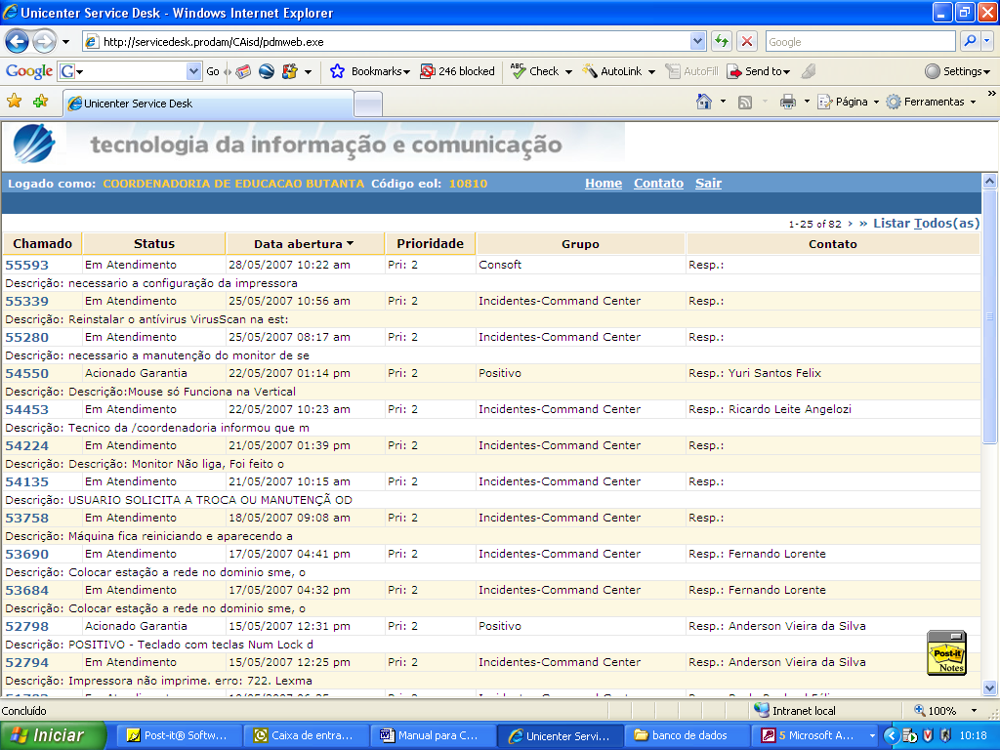 Unicenter Service Desk - Windows Internet Explorer
http://servicedesk.prodam/CAisd/pdmweb.exe
Google
Google G Go Bookmarks 246 blocked Check AutoLink AutoFill Send to Settings
Unicenter Service Desk Página Ferramentas
tecnologia da informação e comunicação
Logado como: COORDENADORIA DE EDUCACAO BUTANTA Código eol: 10810 Home Contato Sair
1-25 of 82 > » Listar Todos(as)
Chamado Status Data abertura Prioridade Grupo Contato
55593 Em Atendimento 28/05/2007 10:22 am Pri: 2 Consoft Resp.:
Descrição: necessario a configuração da impressora
55339 Em Atendimento 25/05/2007 10:56 am Pri: 2 Incidentes-Command Center Resp.:
Descrição: Reinstalar o antívirus VirusScan na est:
55280 Em Atendimento 25/05/2007 08:17 am Pri: 2 Incidentes-Command Center Resp.:
Descrição: necessario a manutenção do monitor de se
54550 Acionado Garantia 22/05/2007 01:14 pm Pri: 2 Positivo Resp.: Yuri Santos Felix
Descrição: Descrição:Mouse só Funciona na Vertical
54453 Em Atendimento 22/05/2007 10:23 am Pri: 2 Incidentes-Command Center Resp.: Ricardo Leite Angelozi
Descrição: Tecnico da /coordenadoria informou que m
54224 Em Atendimento 21/05/2007 01:39 pm Pri: 2 Incidentes-Command Center Resp.:
Descrição: Descrição: Monitor Não liga, Foi feito o
54135 Em Atendimento 21/05/2007 10:15 am Pri: 2 Incidentes-Command Center Resp.:
Descrição: USUARIO SOLICITA A TROCA OU MANUTENÇÃ OD
53758 Em Atendimento 18/05/2007 09:08 am Pri: 2 Incidentes-Command Center Resp.:
Descrição: Máquina fica reiniciando e aparecendo a
53690 Em Atendimento 17/05/2007 04:41 pm Pri: 2 Incidentes-Command Center Resp.: Fernando Lorente
Descrição: Colocar estação a rede no dominio sme, o
53684 Em Atendimento 17/05/2007 04:32 pm Pri: 2 Incidentes-Command Center Resp.: Fernando Lorente
Descrição: Colocar estação a rede no dominio sme, o
52798 Acionado Garantia 15/05/2007 12:31 pm Pri: 2 Positivo Resp.: Anderson Vieira da Silva
Descrição: POSITIVO - Teclado com teclas Num Lock d
52794 Em Atendimento 15/05/2007 12:25 pm Pri: 2 Incidentes-Command Center Resp.: Anderson Vieira da Silva
Descrição: Impressora não imprime. erro: 722. Lexma
Post-it
Notes
Concluído Intranet local 100%
Iniciar Post-it® Softw... Caixa de entra... Manual para C... Unicenter Servi... banco de dados 5 Microsoft A... 10:18